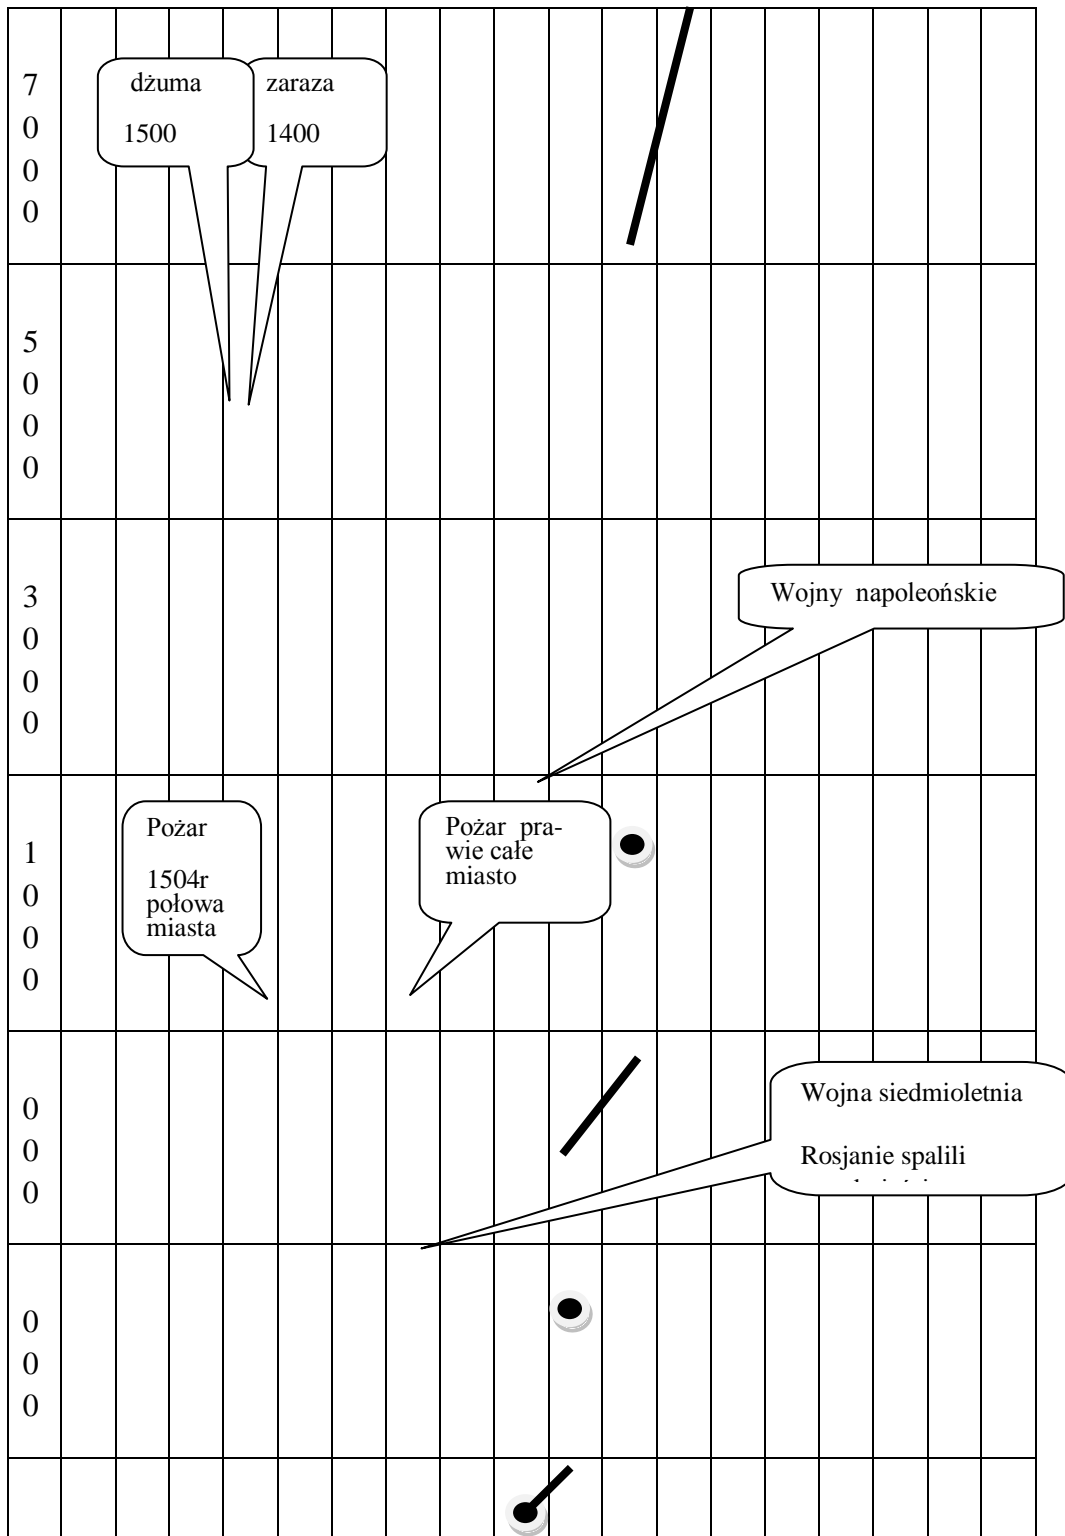 7
0
0
0
dżuma
1500
zaraza
1400
5
0
0
0
3
0
0
0
Wojny napoleońskie
1
0
0
0
Pożar
1504r
połowa
miasta
Pożar pra-
wie całe
miasto
0
0
0
Wojna siedmioletnia
Rosjanie spalili
0
0
0